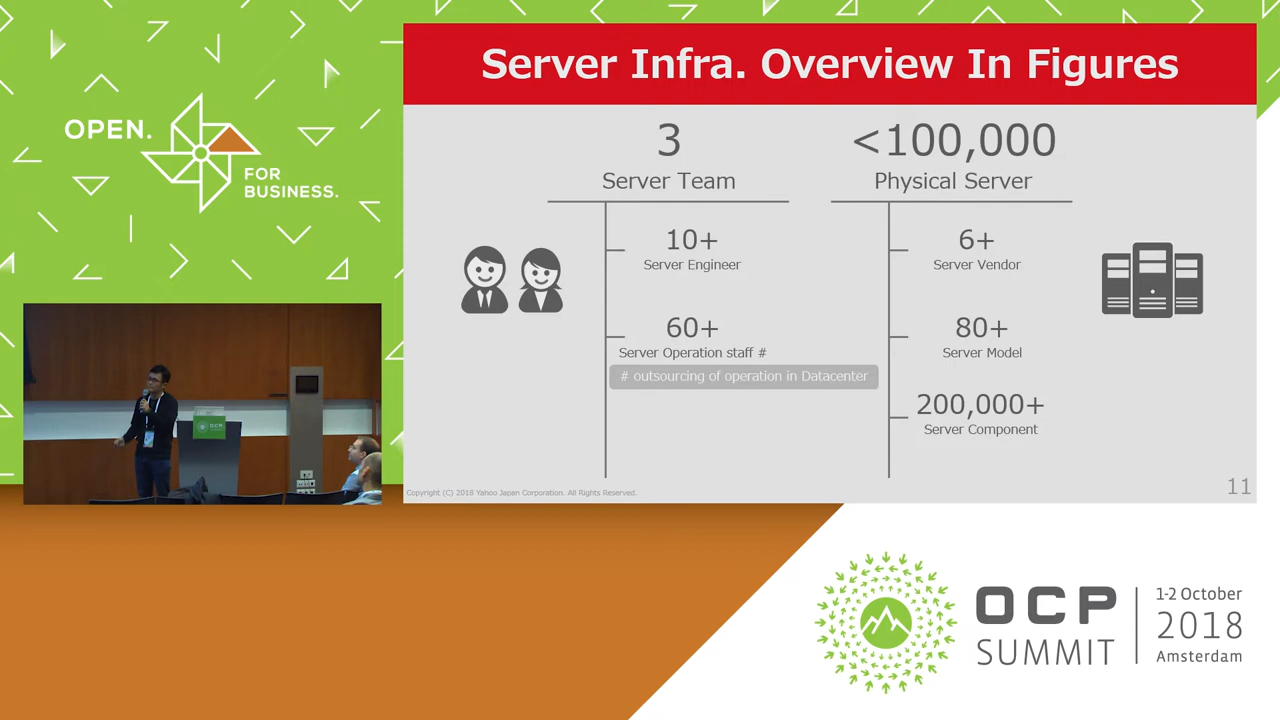 OPEN.
FOR
BUSINESS.
Server Infra. Overview In Figures
3
Server Team
10+
Server Engineer
60+
Server Operation staff #
# outsourcing of operation in Datacenter
<100,000
Physical Server
6+
Server Vendor
80+
Server Model
200,000+
Server Component
Copyright (C) 2018 Yahoo Japan Corporation. All Rights Reserved.
11
OCP
OCP
SUMMIT
1-2 October
2018
Amsterdam